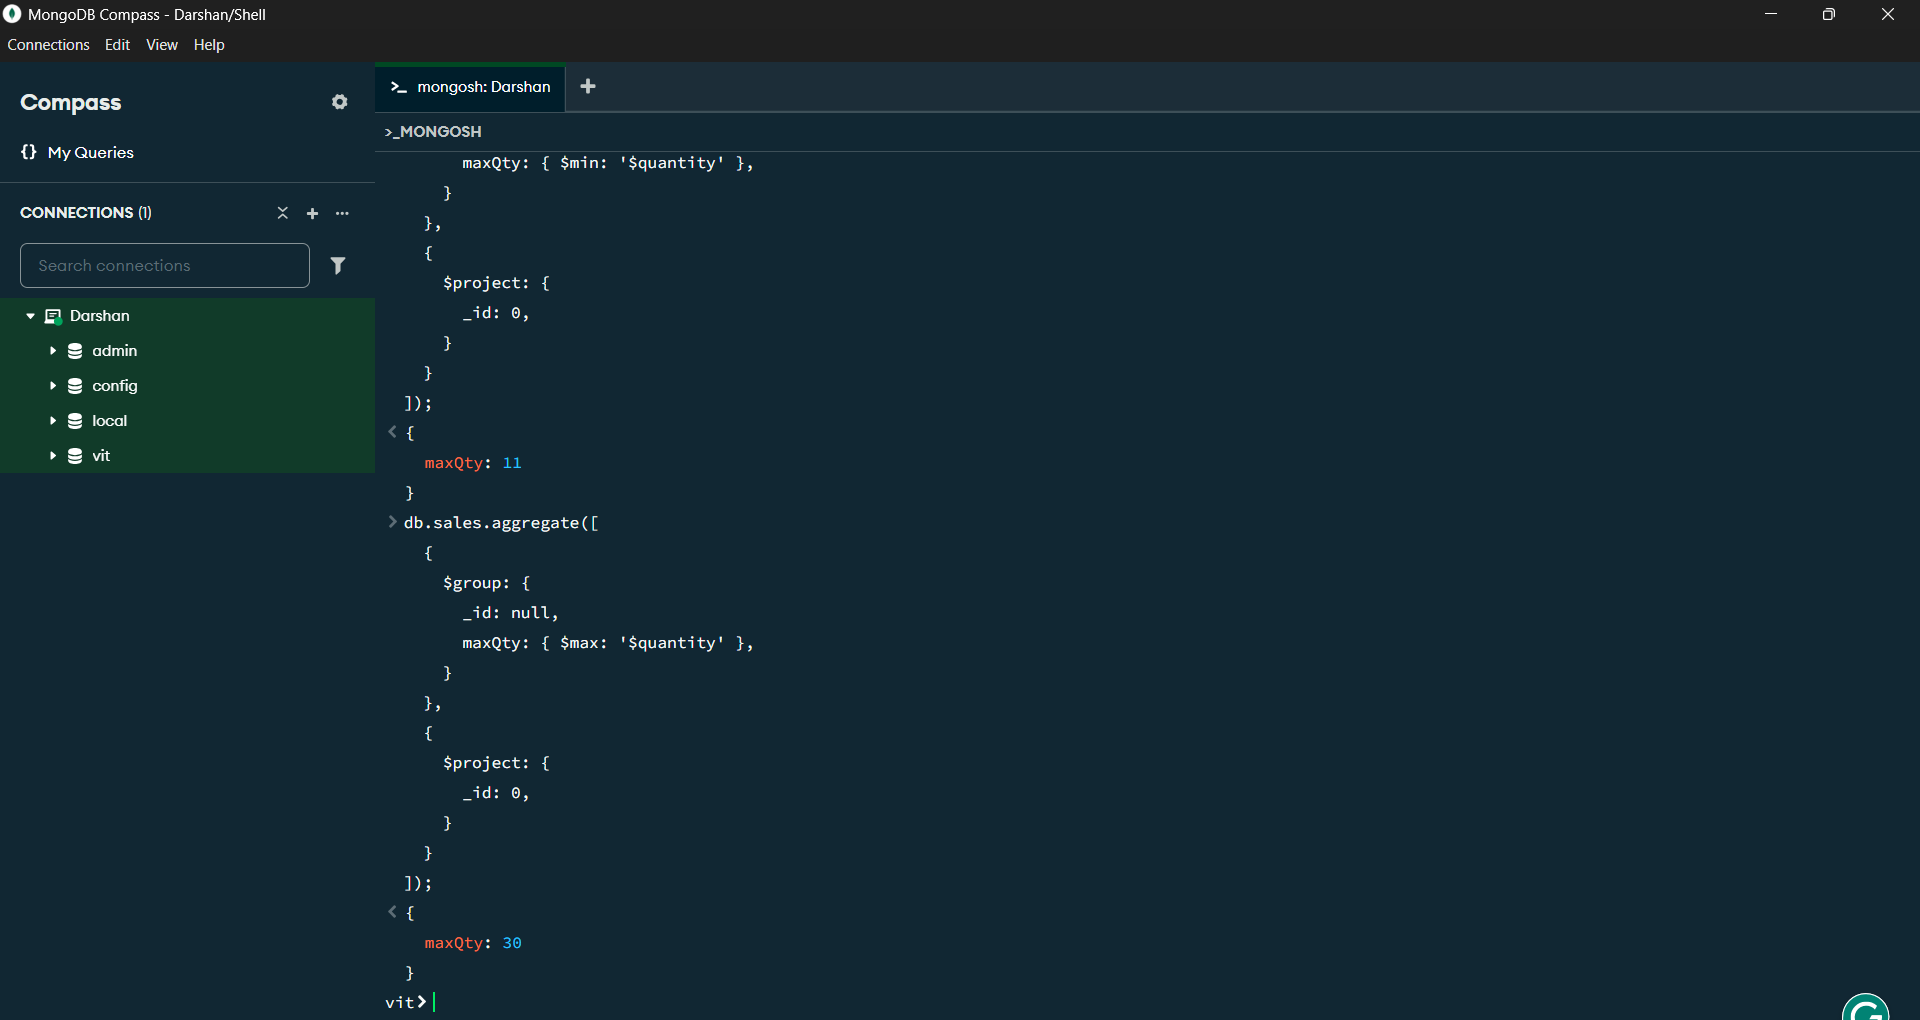 MongoDB Compass - Darshan/Shell
Connections Edit View Help
Compass
{} My Queries
CONNECTIONS (1)
Search connections
Darshan
admin
config
local
vit
>_ mongosh: Darshan
>_MONGOSH
maxQty: { $min: '$quantity' },
}
},
{
$project: {
_id: 0,
}
}
]);
< {
maxQty: 11
}
> db.sales.aggregate([
{
$group: {
_id: null,
maxQty: { $max: '$quantity' },
}
},
{
$project: {
_id: 0,
}
}
]);
< {
maxQty: 30
}
vit>